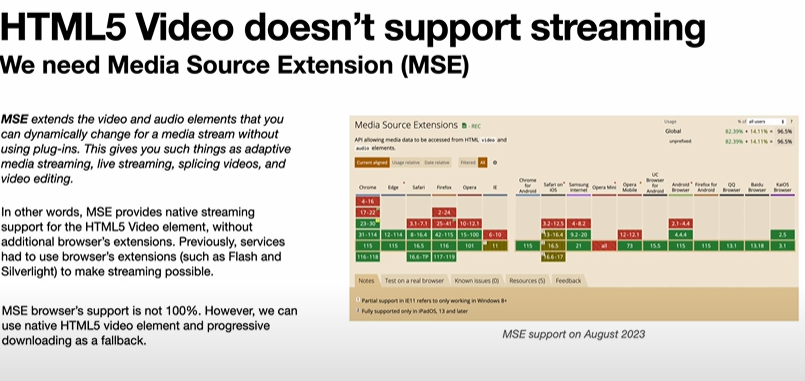 HTML5 Video doesn't support streaming
We need Media Source Extension (MSE)
MSE extends the video and audio elements that you
can dynamically change for a media stream without
using plug-ins. This gives you such things as adaptive
media streaming, live streaming, splicing videos, and
video editing.
In other words, MSE provides native streaming
support for the HTML5 Video element, without
additional browser's extensions. Previously, services
had to use browser's extensions (such as Flash and
Silverlight) to make streaming possible.
MSE browser's support is not 100%. However, we can
use native HTML5 video element and progressive
downloading as a fallback.
Media Source Extensions - REC
API allowing media data to be accessed from HTML video and
audio elements.
Usage % of all users ?
Global 82.39% + 14.11% = 96.5%
unprefixed 82.39% + 14.11% = 96.5%
Current aligned Usage relative Date relative Filtered All
Chrome Edge Safari Firefox Opera IE Chrome for Android Safari on iOS Samsung Internet Opera Mini Opera Mobile UC Browser for Android Android Browser Firefox for Android QQ Browser Baidu Browser KaiOS Browser
4-16
17-22 2-24
23-30 3.1-7.1 25-41 10-12.1 3.2-12.5 4-8.2 2.1-4.4
31-114 12-114 8-16.4 42-115 15-100 6-10 13-16.4 9.2-20 12-12.1 4.4.4 2.5
115 115 16.5 116 101 11 115 16.5 21 all 73 15.5 115 115 13.1 13.18 3.1
116-118 16.6-TP 117-119 16.6-17
Notes Test on a real browser Known issues (0) Resources (5) Feedback
Partial support in IE11 refers to only working in Windows 8+
Fully supported only in iPadOS, 13 and later
MSE support on August 2023